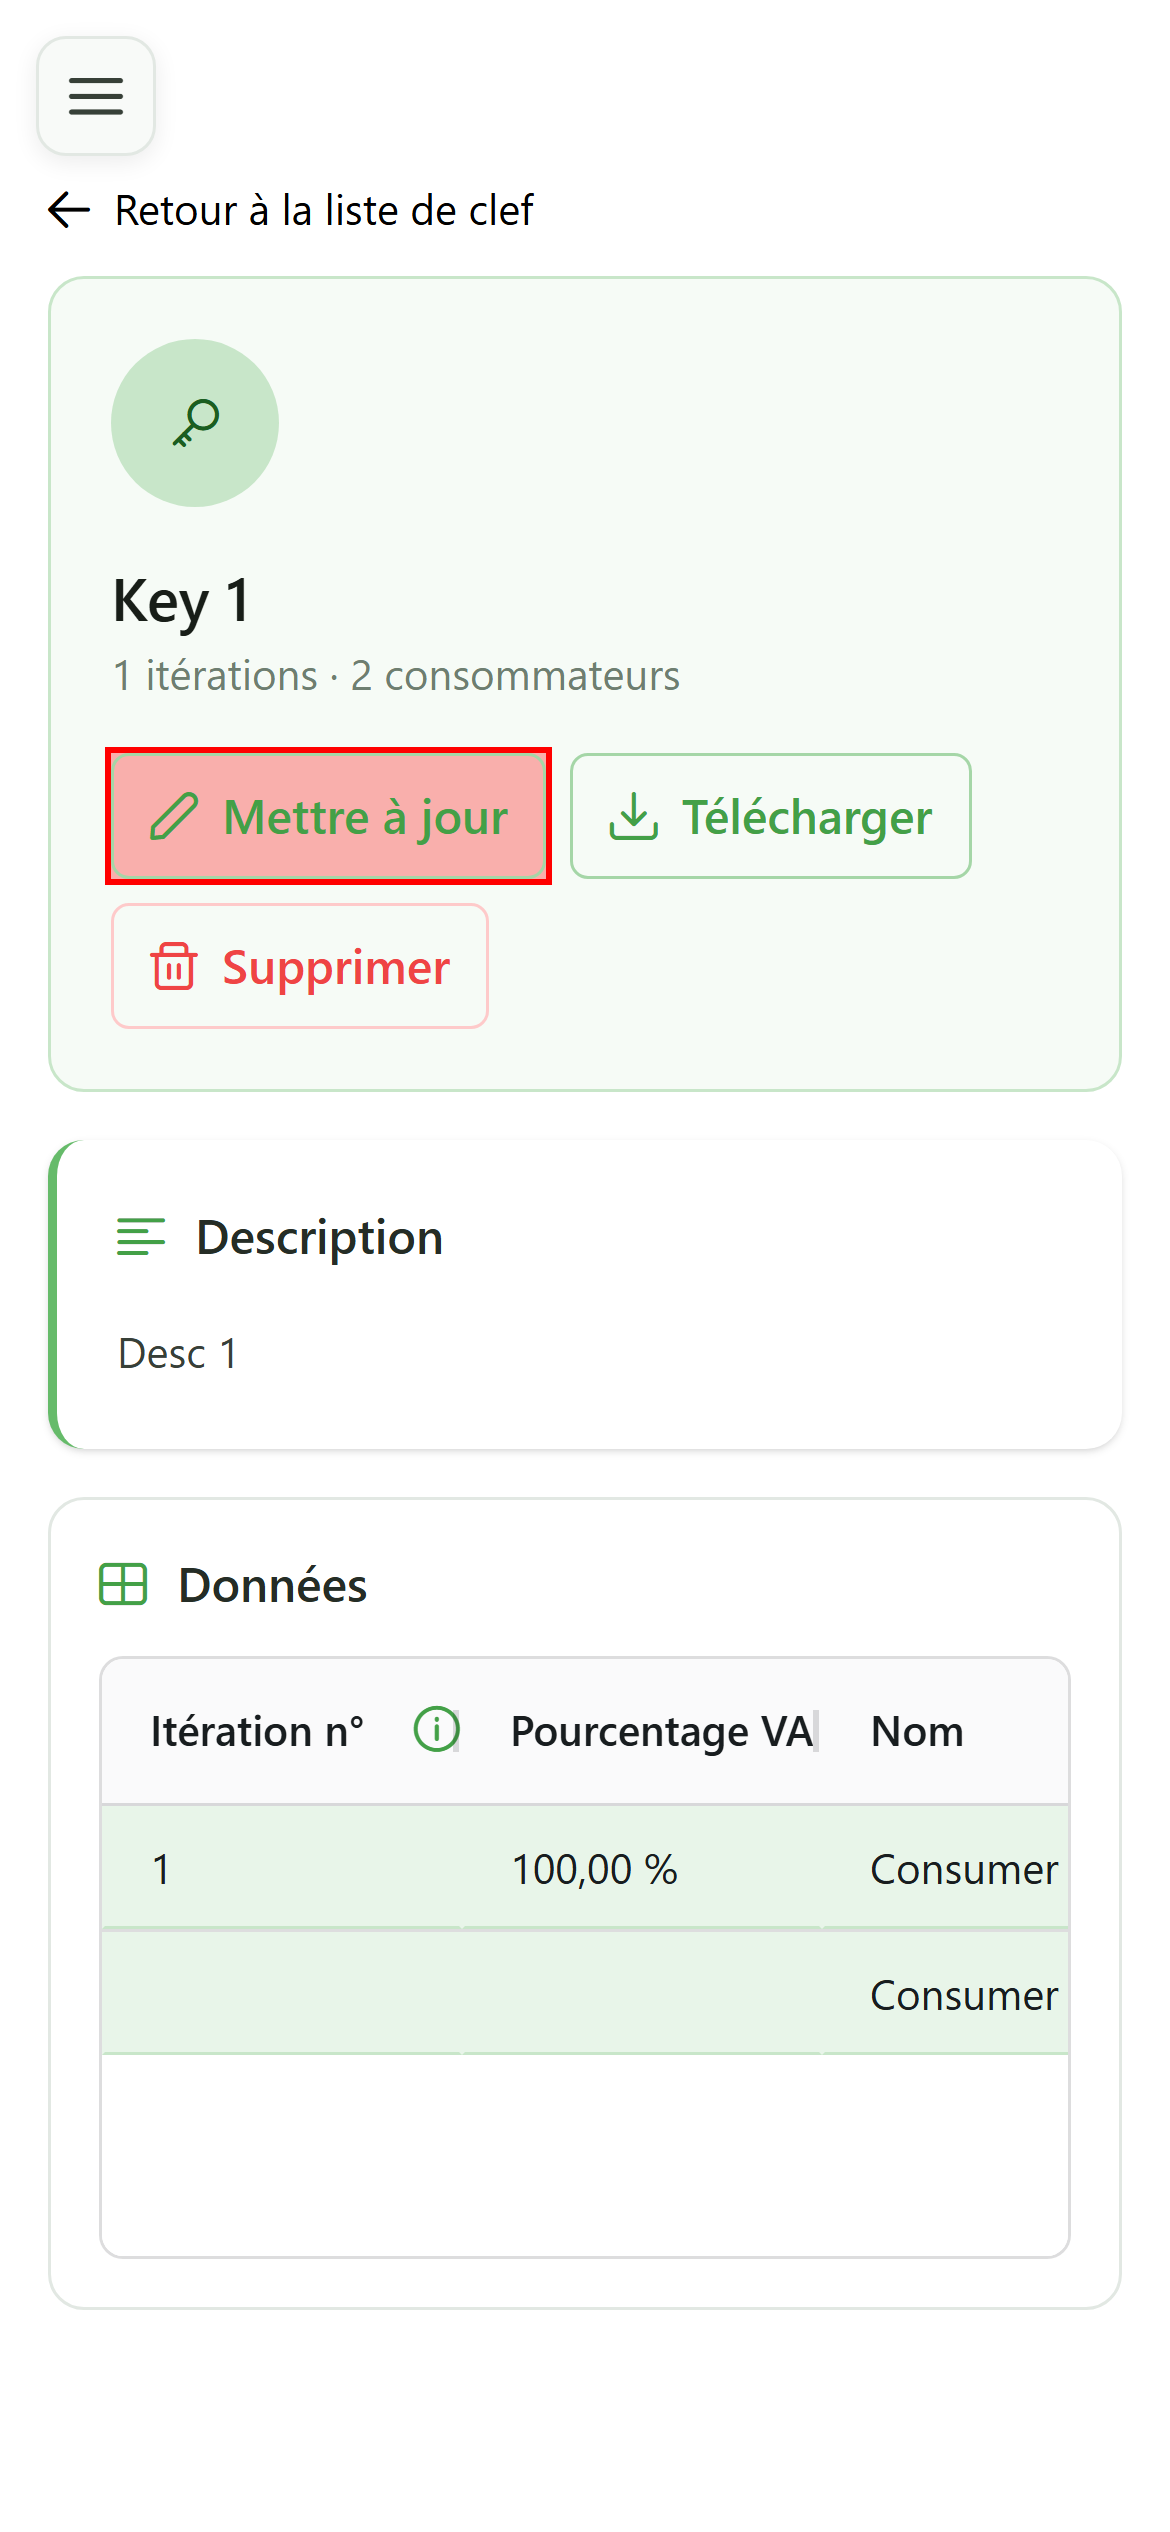 Retour à la liste de clef
Key 1
1 itérations · 2 consommateurs
Mettre à jour
Télécharger
Supprimer
Description
Desc 1
Données
Itération n° Pourcentage VA Nom
1 100,00 % Consumer
Consumer